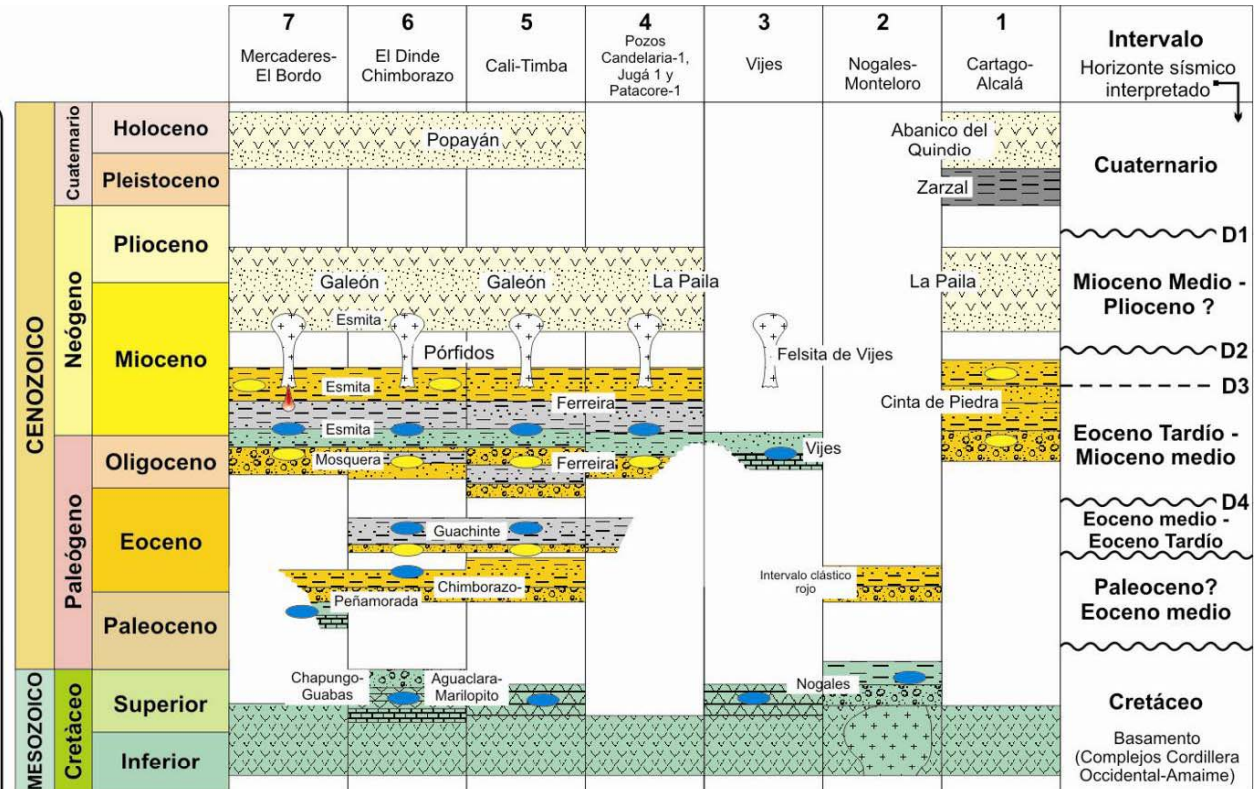 7
Mercaderes-
El Bordo
6
El Dinde
Chimborazo
5
Cali-Timba
4
Pozos
Candelaria-1,
Jugá 1 y
Patacore-1
3
Vijes
2
Nogales-
Monteloro
1
Cartago-
Alcalá
Intervalo
Horizonte sísmico
interpretado
CENOZOICO
MESOZOICO
Cuaternario
Neógeno
Paleógeno
Cretàceo
Holoceno
Pleistoceno
Plioceno
Mioceno
Oligoceno
Eoceno
Paleoceno
Superior
Inferior
Popayán
Abanico del
Quindio
Zarzal
Galeón
Galeón
La Paila
La Paila
Esmita
Pórfidos
Felsita de Vijes
Esmita
Ferreira
Cinta de Piedra
Esmita
Mosquera
Ferreira
Vijes
Guachinte
Chimborazo-
Peñamorada
Intervalo clástico
rojo
Chapungo-
Guabas
Aguaclara-
Marilopito
Nogales
Cuaternario
D1
Mioceno Medio -
Plioceno ?
D2
D3
Eoceno Tardío -
Mioceno medio
D4
Eoceno medio -
Eoceno Tardío
Paleoceno?
Eoceno medio
Cretáceo
Basamento
(Complejos Cordillera
Occidental-Amaime)